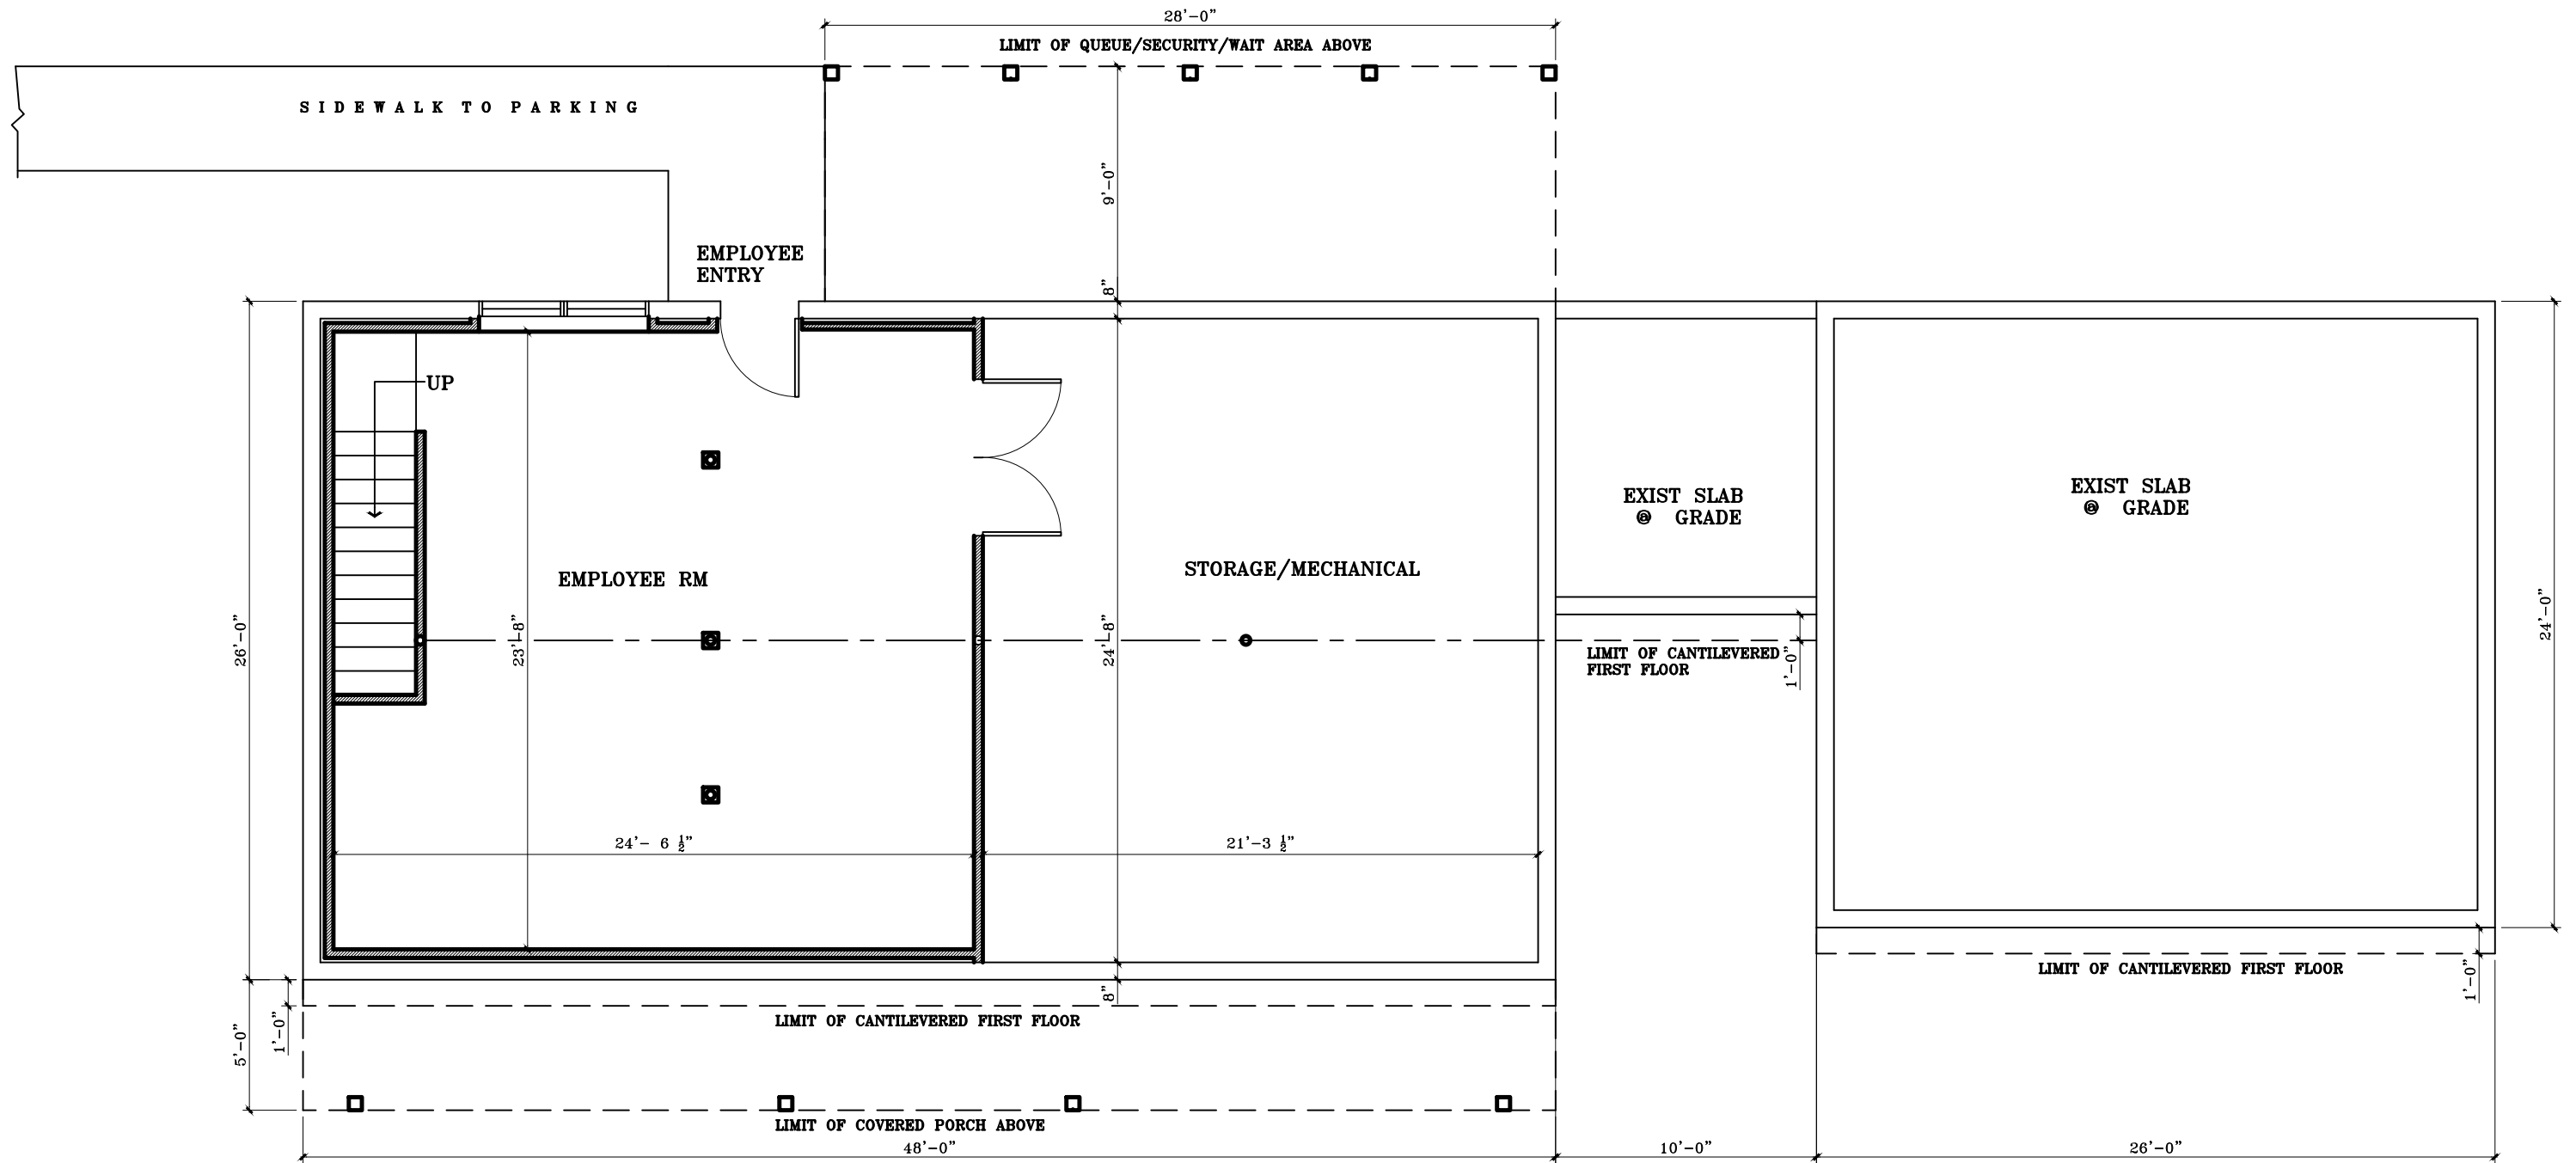 28'-0"
LIMIT OF QUEUE/SECURITY/WAIT AREA ABOVE
SIDEWALK TO PARKING
9'-0"
EMPLOYEE
ENTRY
8"
UP
EXIST SLAB
@ GRADE
EXIST SLAB
@ GRADE
EMPLOYEE RM
STORAGE/MECHANICAL
26'-0"
23'-8"
24'-8"
24'-0"
LIMIT OF CANTILEVERED
FIRST FLOOR
1'-0"
24'- 6 ½"
21'-3 ½"
LIMIT OF CANTILEVERED FIRST FLOOR
1'-0"
8"
LIMIT OF CANTILEVERED FIRST FLOOR
5'-0"
1'-0"
LIMIT OF COVERED PORCH ABOVE
48'-0"
10'-0"
26'-0"